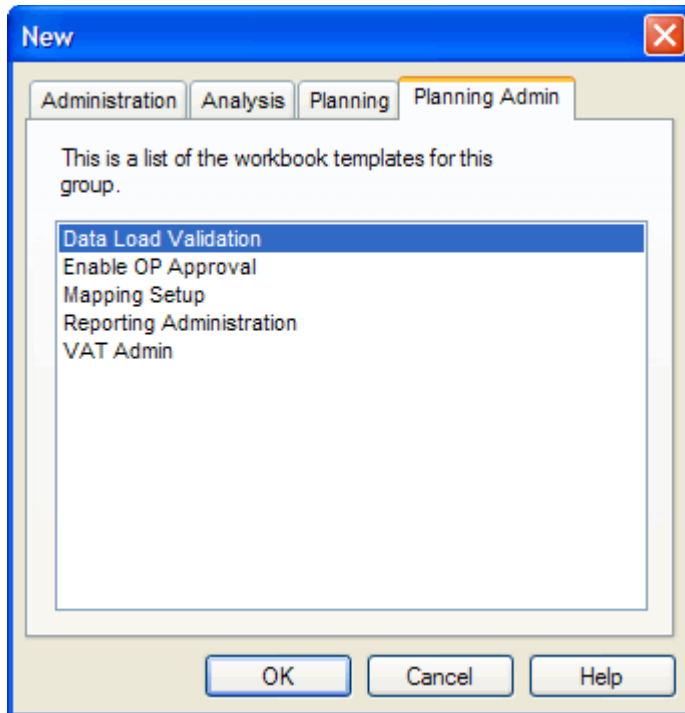 New
Administration Analysis Planning Planning Admin
This is a list of the workbook templates for this
group.
Data Load Validation
Enable OP Approval
Mapping Setup
Reporting Administration
VAT Admin
OK Cancel Help